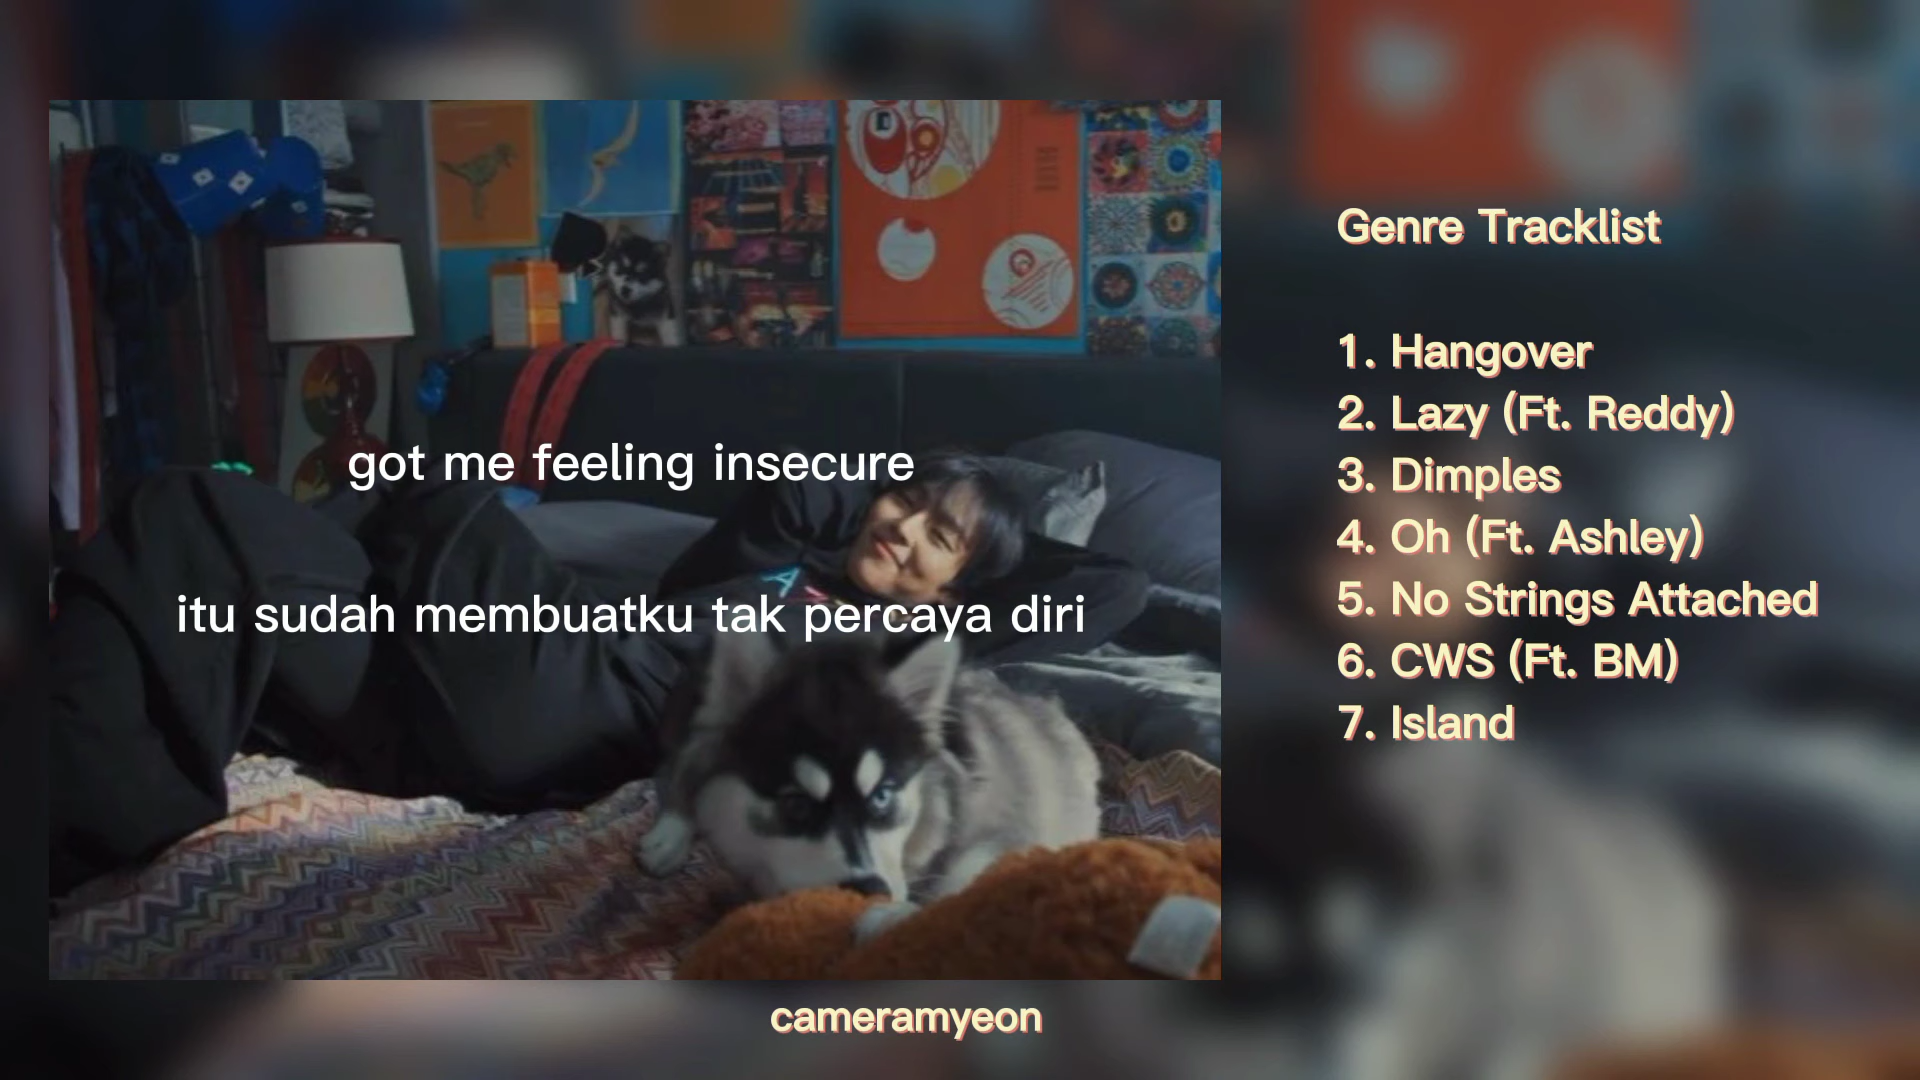 got me feeling insecure
itu sudah membuatku tak percaya diri
Genre Tracklist
1. Hangover
2. Lazy (Ft. Reddy)
3. Dimples
4. Oh (Ft. Ashley)
5. No Strings Attached
6. CWS (Ft. BM)
7. Island
cameramyeon